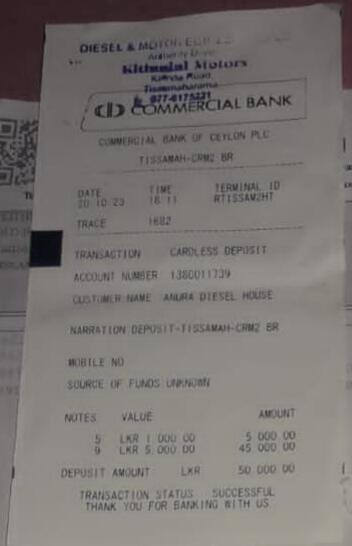 DIESEL & MOTOR
Kithmial Motors
Road
Tissamaharama
077-6175231
COMMERCIAL BANK
COMMERCIAL BANK OF CEYLON PLC
TISSAMAH-CRM2 BR
DATE TIME TERMINAL ID
20 10 23 16 11 RTISSAM2HT
TRACE 1682
TRANSACTION CARDLESS DEPOSIT
ACCOUNT NUMBER 1380011739
CUSTOMER NAME ANURA DIESEL HOUSE
NARRATION DEPOSIT-TISSAMAH-CRM2 BR
MOBILE NO
SOURCE OF FUNDS UNKNOWN
NOTES VALUE AMOUNT
5 LKR 1 000 00 5 000 00
9 LKR 5 000 00 45 000 00
DEPOSIT AMOUNT LKR 50 000 00
TRANSACTION STATUS SUCCESSFUL
THANK YOU FOR BANKING WITH US